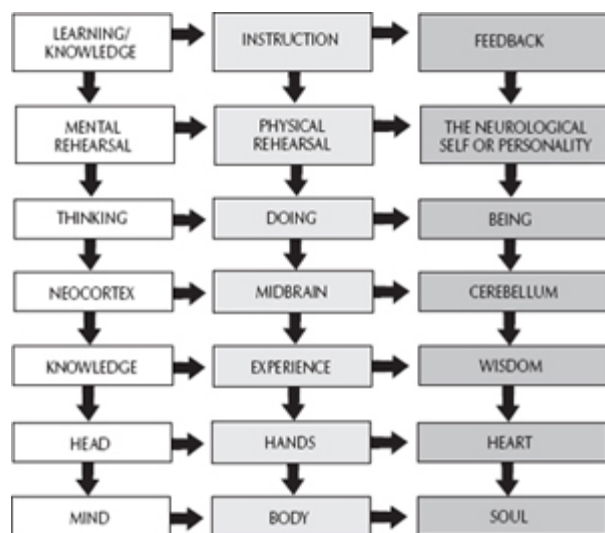 LEARNING/
KNOWLEDGE
INSTRUCTION
FEEDBACK
MENTAL
REHEARSAL
PHYSICAL
REHEARSAL
THE NEUROLOGICAL
SELF OR PERSONALITY
THINKING
DOING
BEING
NEOCORTEX
MIDBRAIN
CEREBELLUM
KNOWLEDGE
EXPERIENCE
WISDOM
HEAD
HANDS
HEART
MIND
BODY
SOUL